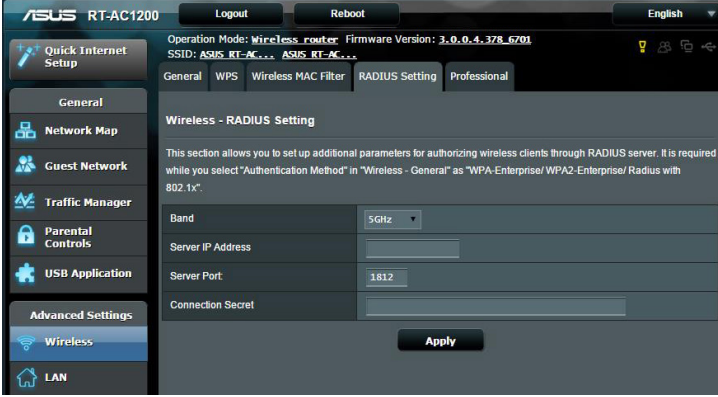 ASUS RT-AC1200 Logout Reboot English
Quick Internet Setup
Operation Mode: Wireless router Firmware Version: 3.0.0.4.378_6701
SSID: ASUS RT-AC... ASUS RT-AC...
General WPS Wireless MAC Filter RADIUS Setting Professional
General
Network Map
Guest Network
Traffic Manager
Parental Controls
USB Application
Advanced Settings
Wireless
LAN
Wireless - RADIUS Setting
This section allows you to set up additional parameters for authorizing wireless clients through RADIUS server. It is required
while you select "Authentication Method" in "Wireless - General" as "WPA-Enterprise/ WPA2-Enterprise/ Radius with
802.1x".
Band 5GHz
Server IP Address
Server Port: 1812
Connection Secret
Apply